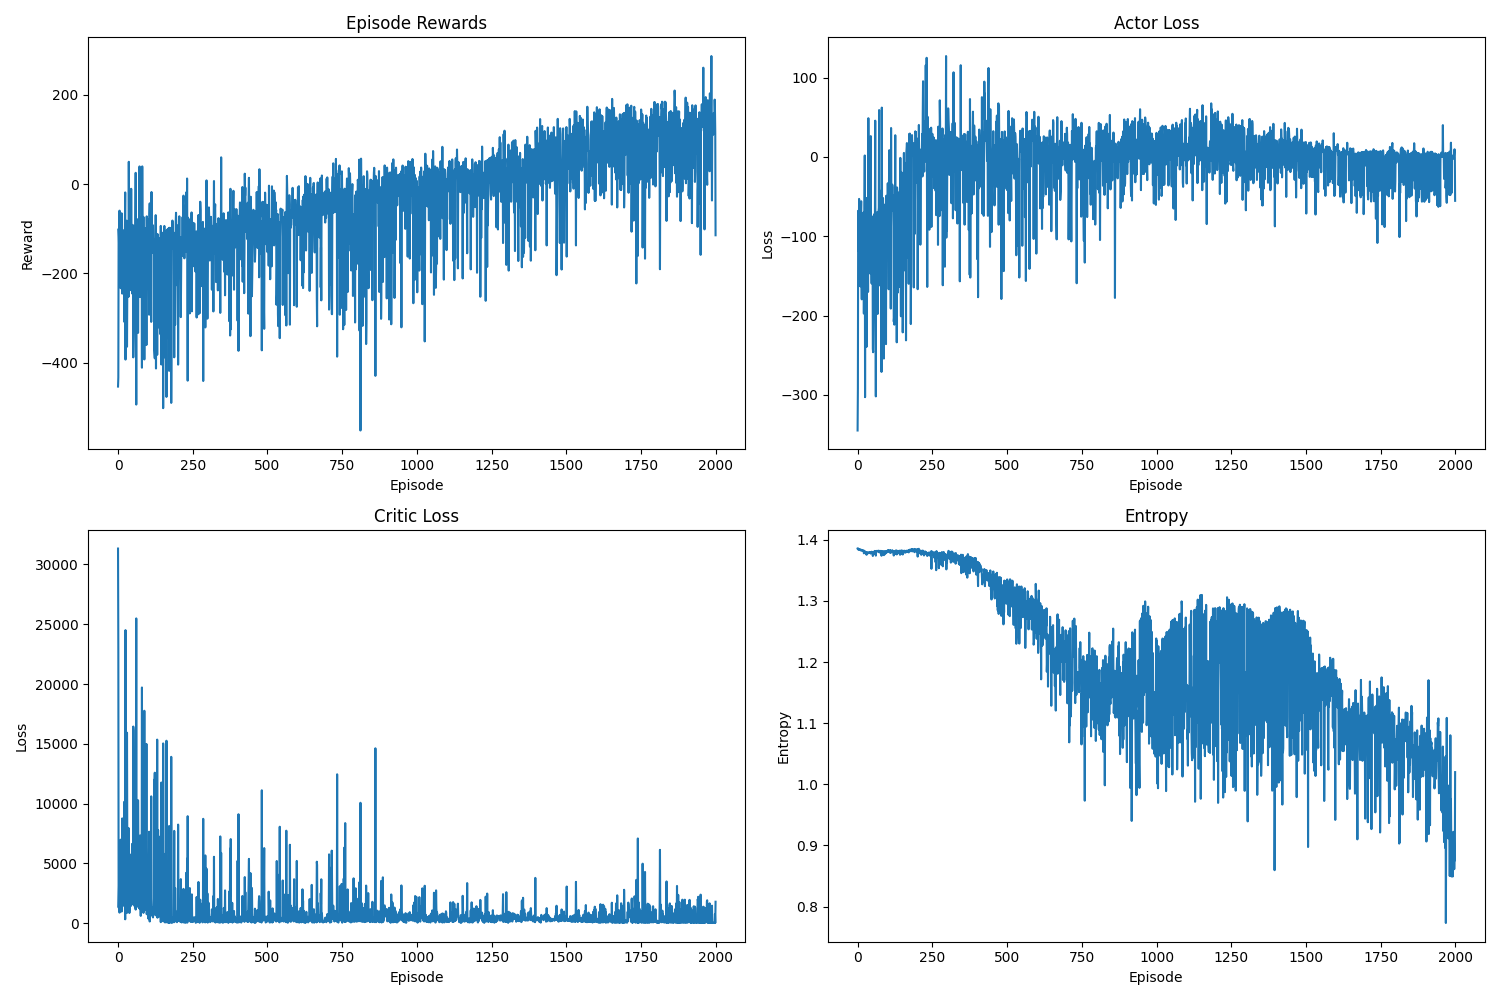 Episode Rewards
Reward
200
0
−200
−400
0 250 500 750 1000 1250 1500 1750 2000
Episode
Actor Loss
Loss
100
0
−100
−200
−300
0 250 500 750 1000 1250 1500 1750 2000
Episode
Critic Loss
Loss
30000
25000
20000
15000
10000
5000
0
0 250 500 750 1000 1250 1500 1750 2000
Episode
Entropy
Entropy
1.4
1.3
1.2
1.1
1.0
0.9
0.8
0 250 500 750 1000 1250 1500 1750 2000
Episode